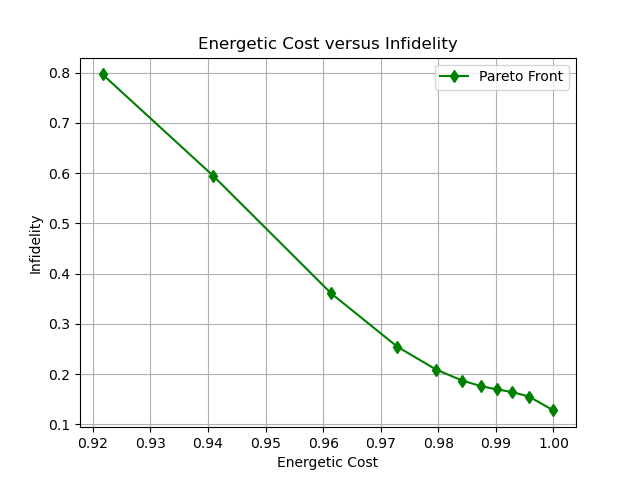 Energetic Cost versus Infidelity
Pareto Front
0.8
0.7
0.6
0.5
0.4
0.3
0.2
0.1
Infidelity
0.92 0.93 0.94 0.95 0.96 0.97 0.98 0.99 1.00
Energetic Cost